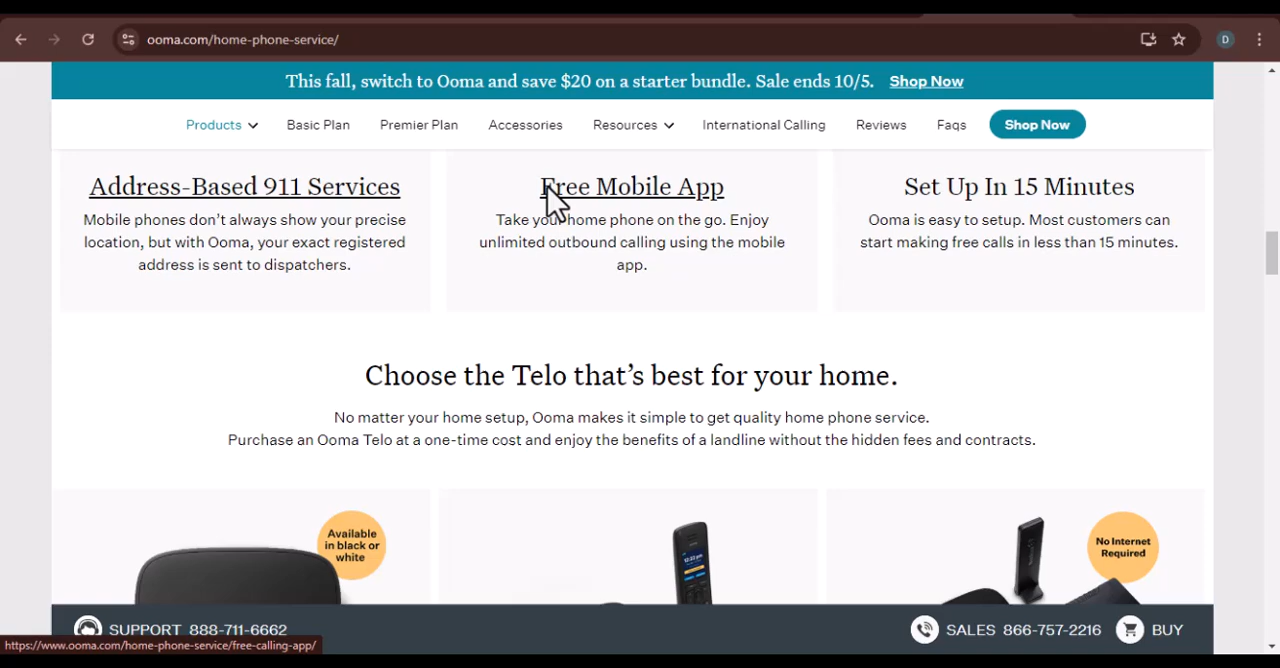 ooma.com/home-phone-service/
D
This fall, switch to Ooma and save $20 on a starter bundle. Sale ends 10/5. Shop Now
Products Basic Plan Premier Plan Accessories Resources International Calling Reviews Faqs Shop Now
Address-Based 911 Services
Mobile phones don't always show your precise
location, but with Ooma, your exact registered
address is sent to dispatchers.
Free Mobile App
Take your home phone on the go. Enjoy
unlimited outbound calling using the mobile
app.
Set Up In 15 Minutes
Ooma is easy to setup. Most customers can
start making free calls in less than 15 minutes.
Choose the Telo that's best for your home.
No matter your home setup, Ooma makes it simple to get quality home phone service.
Purchase an Ooma Telo at a one-time cost and enjoy the benefits of a landline without the hidden fees and contracts.
Available
in black or
white
No Internet
Required
SUPPORT 888-711-6662
SALES 866-757-2216
BUY
https://www.ooma.com/home-phone-service/free-calling-app/